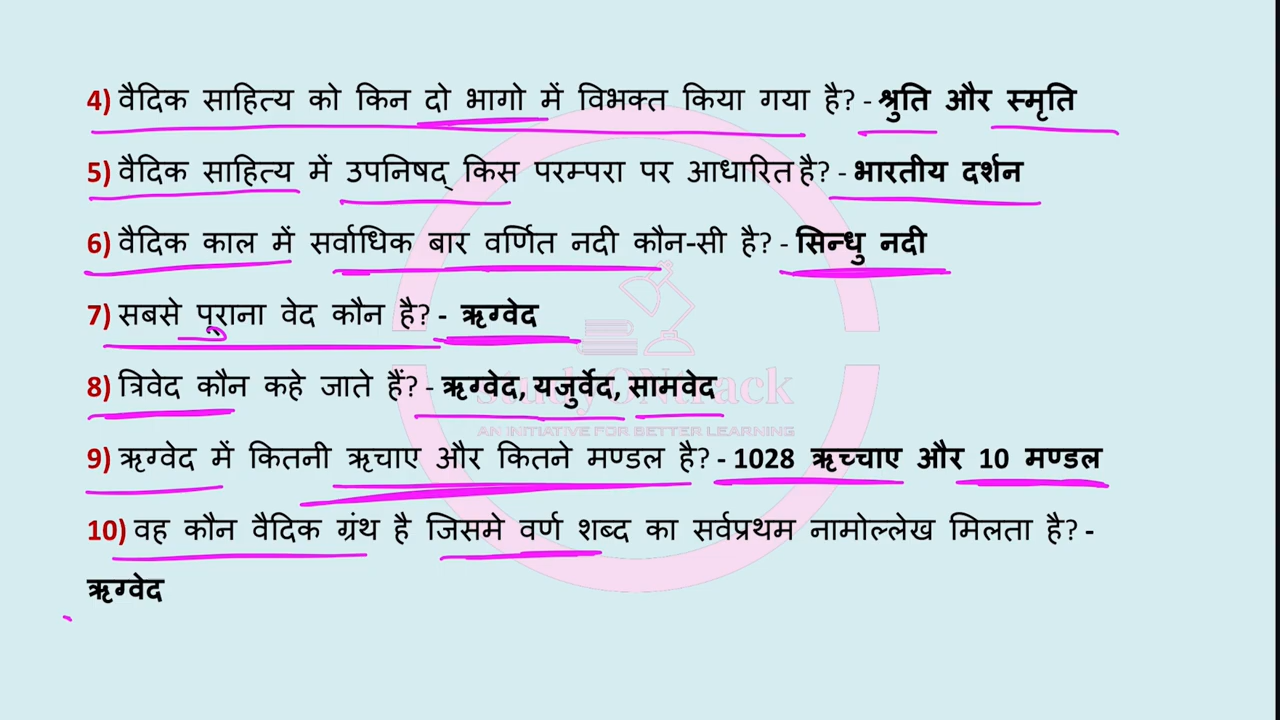 4) वैदिक साहित्य को किन दो भागो में विभक्त किया गया है? - श्रुति और स्मृति
5) वैदिक साहित्य में उपनिषद् किस परम्परा पर आधारित है? - भारतीय दर्शन
6) वैदिक काल में सर्वाधिक बार वर्णित नदी कौन-सी है? - सिन्धु नदी
7) सबसे पुराना वेद कौन है? - ऋग्वेद
8) त्रिवेद कौन कहे जाते हैं? - ऋग्वेद, यजुर्वेद, सामवेद
studyONtrack
AN INITIATIVE FOR BETTER LEARNING
9) ऋग्वेद में कितनी ऋचाए और कितने मण्डल है? - 1028 ऋच्चाए और 10 मण्डल
10) वह कौन वैदिक ग्रंथ है जिसमे वर्ण शब्द का सर्वप्रथम नामोल्लेख मिलता है? -
ऋग्वेद